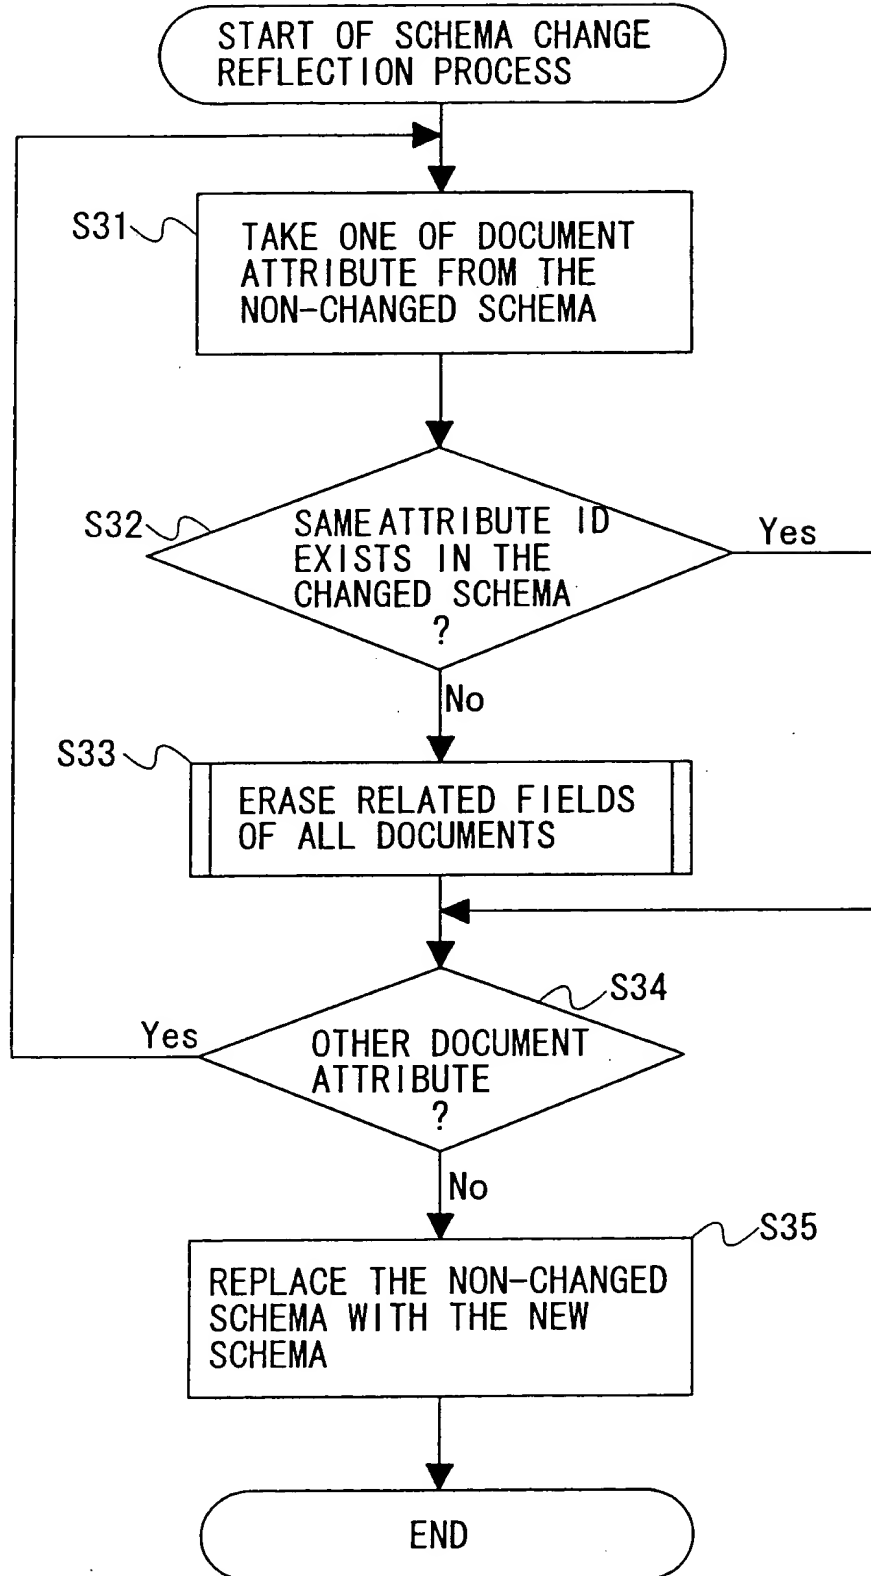 START OF SCHEMA CHANGE
REFLECTION PROCESS
S31
TAKE ONE OF DOCUMENT
ATTRIBUTE FROM THE
NON-CHANGED SCHEMA
S32
SAME ATTRIBUTE ID
EXISTS IN THE
CHANGED SCHEMA
?
Yes
No
S33
ERASE RELATED FIELDS
OF ALL DOCUMENTS
S34
Yes
OTHER DOCUMENT
ATTRIBUTE
?
No
S35
REPLACE THE NON-CHANGED
SCHEMA WITH THE NEW
SCHEMA
END